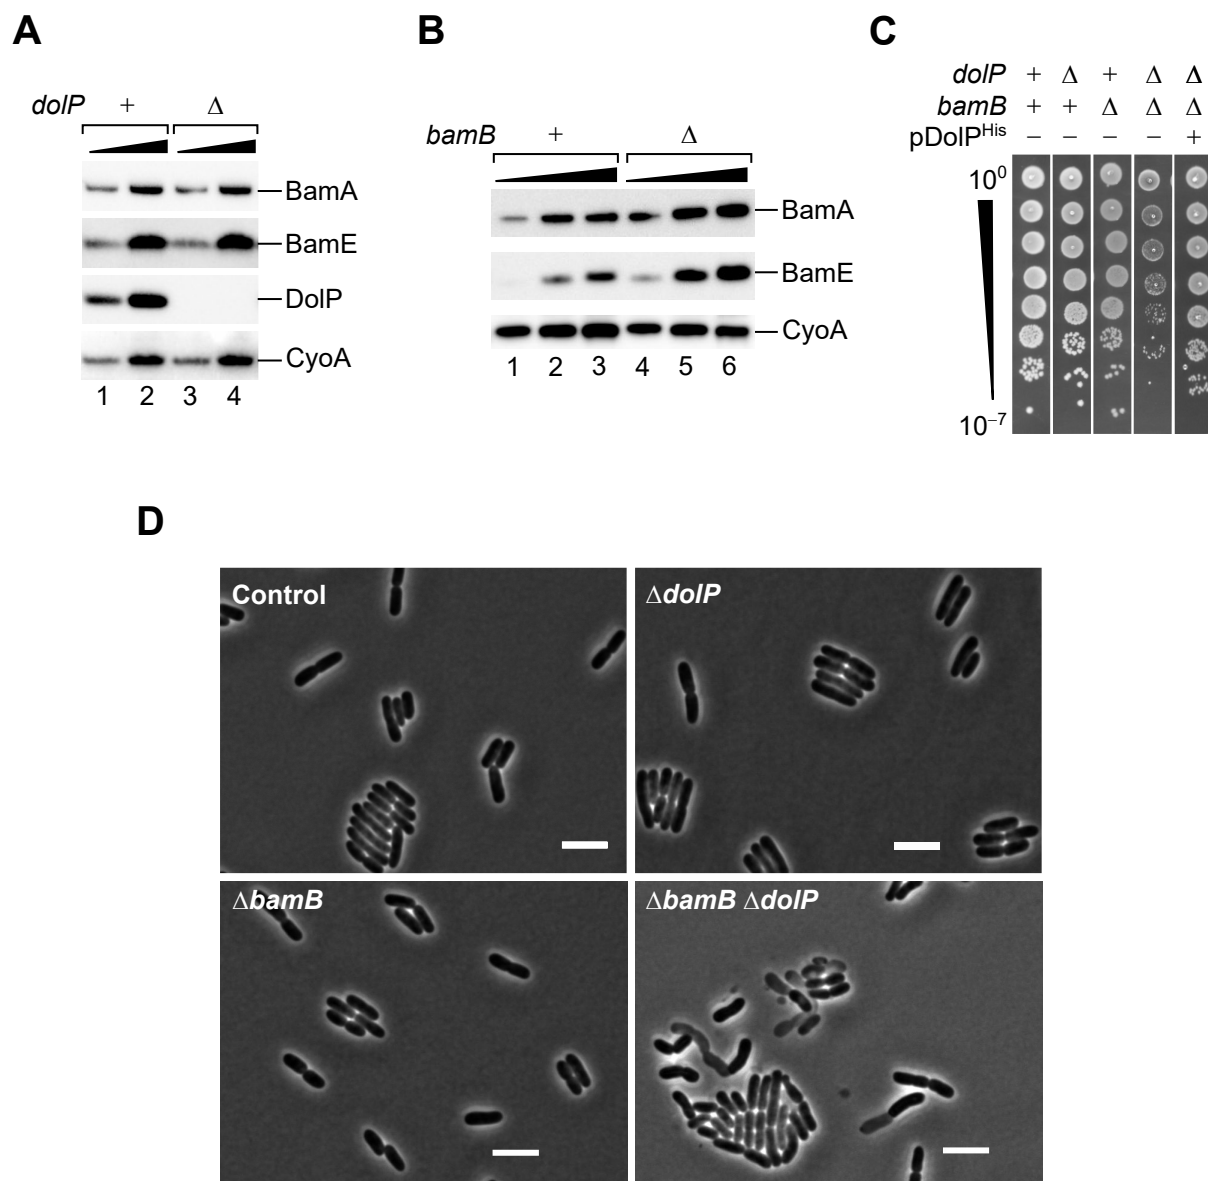 A
dolP + Δ
BamA
BamE
DolP
CyoA
1 2 3 4
B
bamB + Δ
BamA
BamE
CyoA
1 2 3 4 5 6
C
dolP + Δ + Δ Δ
bamB + + Δ Δ Δ
pDolP^His – – – – +
10^0
10^–7
D
Control
ΔdolP
ΔbamB
ΔbamB ΔdolP